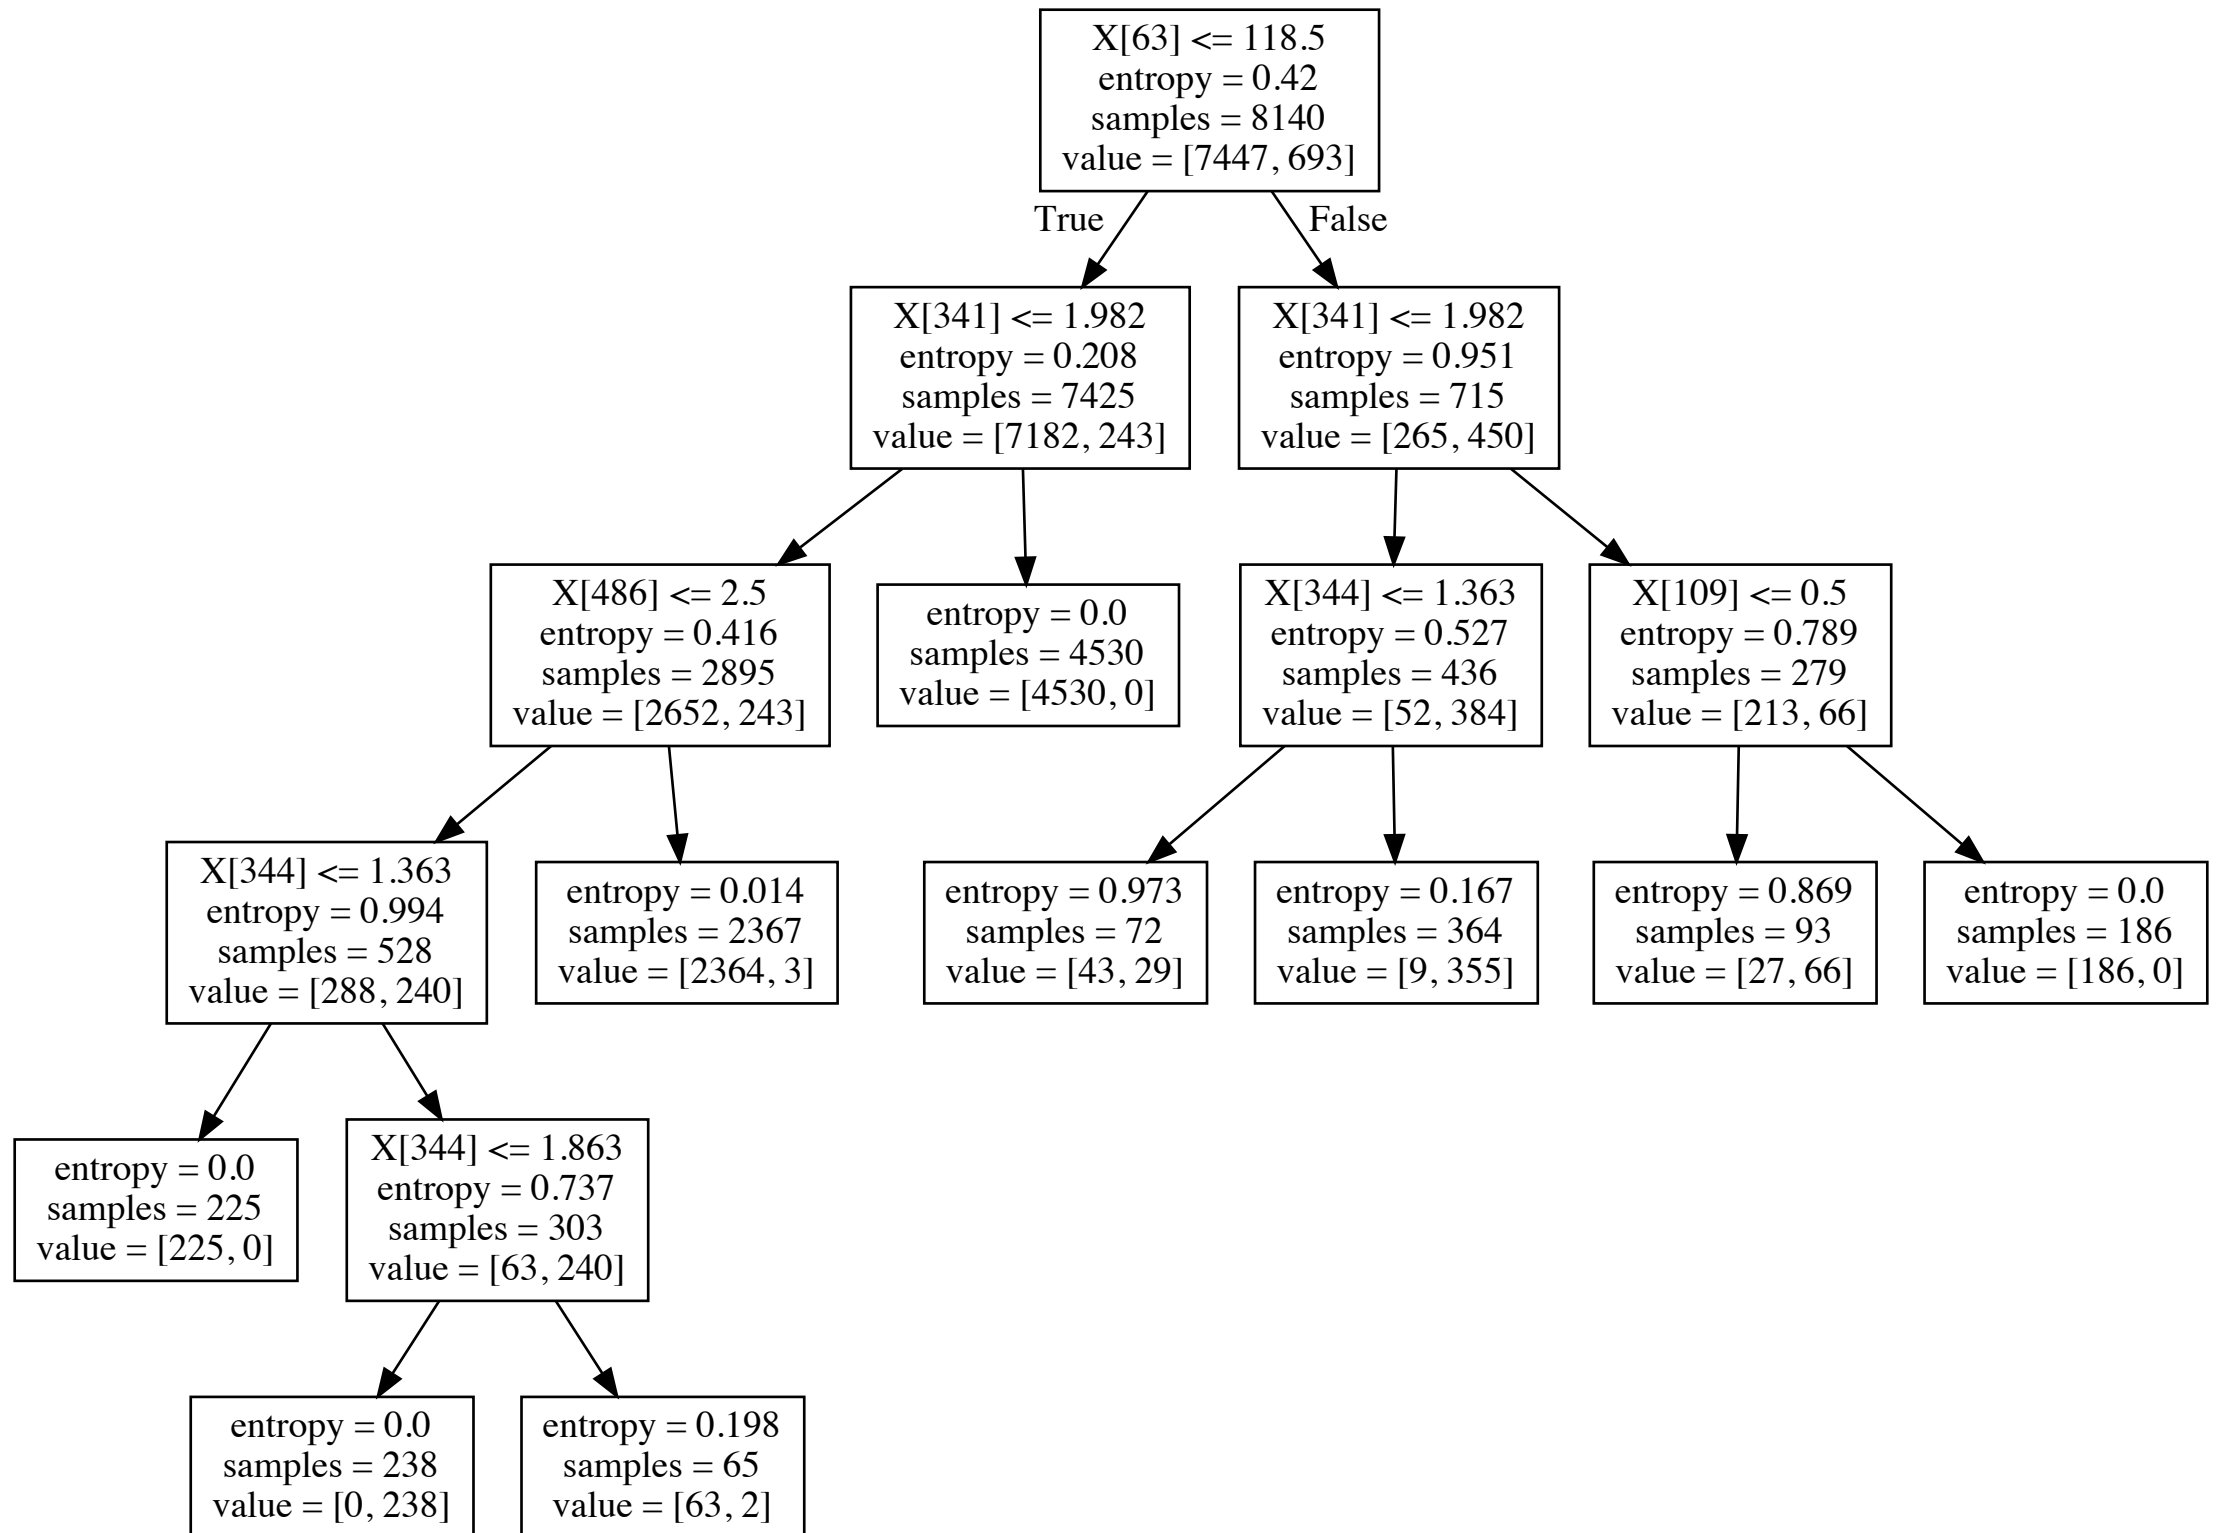 X[63] <= 118.5
entropy = 0.42
samples = 8140
value = [7447, 693]
True
False
X[341] <= 1.982
entropy = 0.208
samples = 7425
value = [7182, 243]
X[341] <= 1.982
entropy = 0.951
samples = 715
value = [265, 450]
X[486] <= 2.5
entropy = 0.416
samples = 2895
value = [2652, 243]
entropy = 0.0
samples = 4530
value = [4530, 0]
X[344] <= 1.363
entropy = 0.527
samples = 436
value = [52, 384]
X[109] <= 0.5
entropy = 0.789
samples = 279
value = [213, 66]
X[344] <= 1.363
entropy = 0.994
samples = 528
value = [288, 240]
entropy = 0.014
samples = 2367
value = [2364, 3]
entropy = 0.973
samples = 72
value = [43, 29]
entropy = 0.167
samples = 364
value = [9, 355]
entropy = 0.869
samples = 93
value = [27, 66]
entropy = 0.0
samples = 186
value = [186, 0]
entropy = 0.0
samples = 225
value = [225, 0]
X[344] <= 1.863
entropy = 0.737
samples = 303
value = [63, 240]
entropy = 0.0
samples = 238
value = [0, 238]
entropy = 0.198
samples = 65
value = [63, 2]